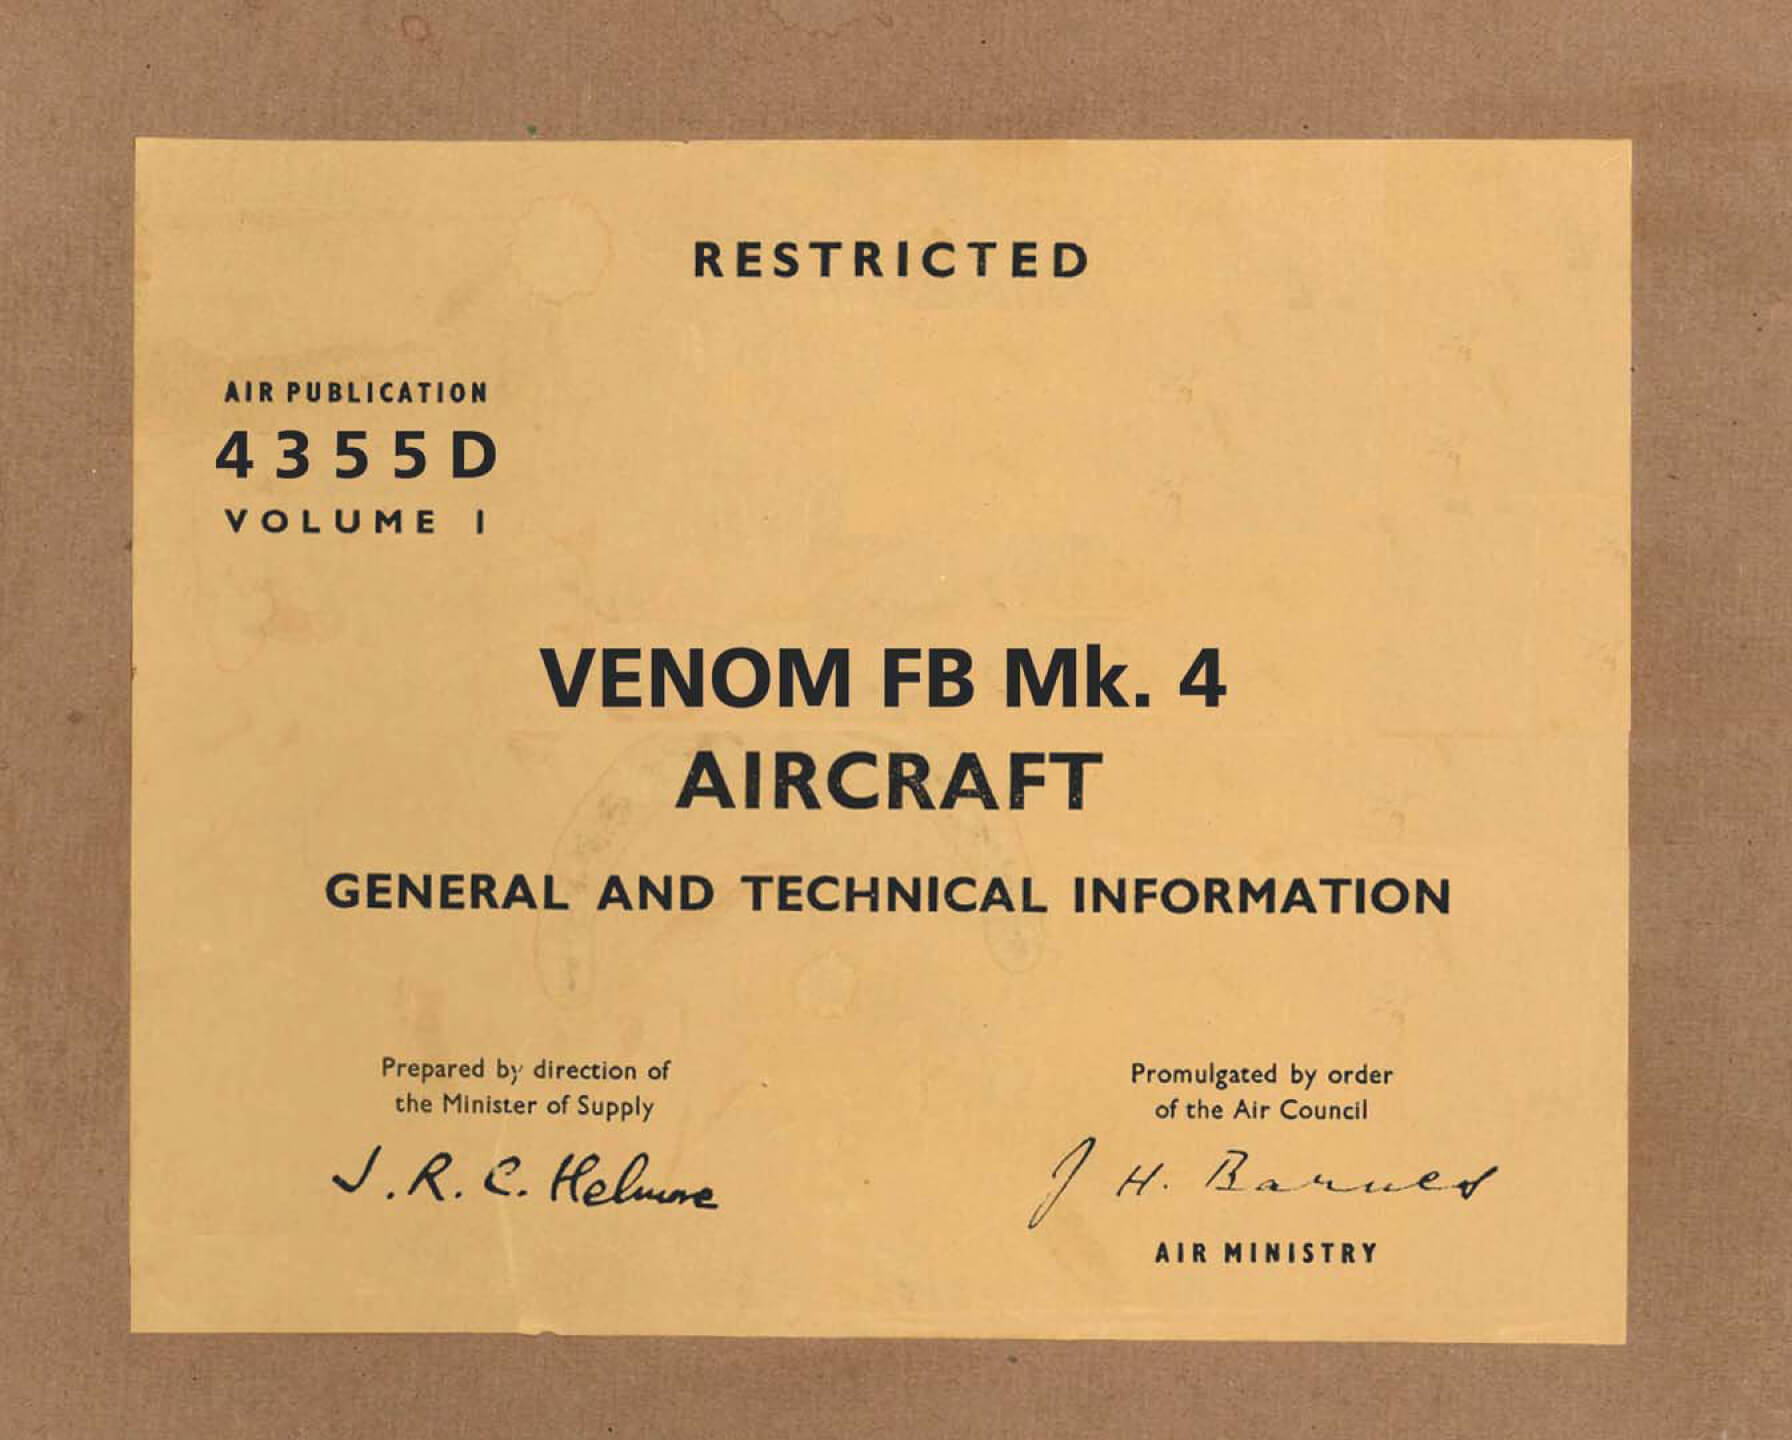 RESTRICTED
AIR PUBLICATION
4355D
VOLUME I
VENOM FB Mk. 4
AIRCRAFT
GENERAL AND TECHNICAL INFORMATION
Prepared by direction of
the Minister of Supply
J. R. C. Helmore
Promulgated by order
of the Air Council
J H. Barnes
AIR MINISTRY